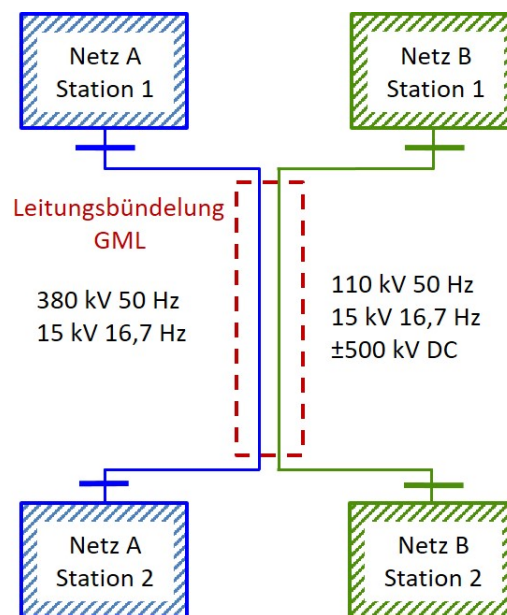 Netz A
Station 1
Netz B
Station 1
Leitungsbündelung
GML
380 kV 50 Hz
15 kV 16,7 Hz
110 kV 50 Hz
15 kV 16,7 Hz
±500 kV DC
Netz A
Station 2
Netz B
Station 2